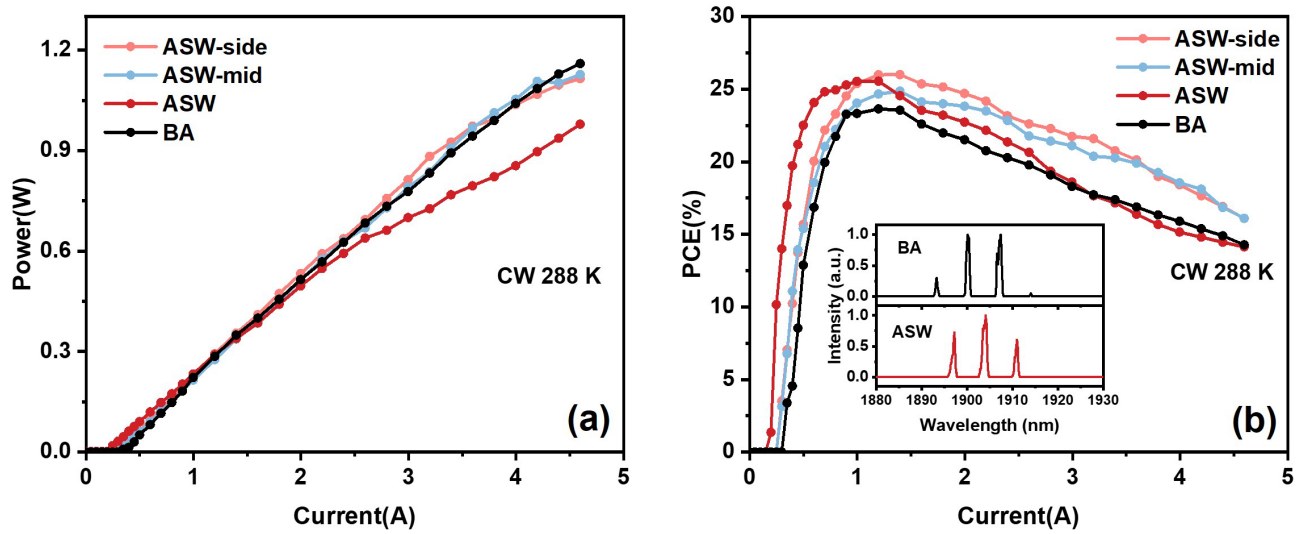 1.2
0.9
0.6
0.3
0.0
Power(W)
ASW-side
ASW-mid
ASW
BA
CW 288 K
(a)
0 1 2 3 4 5
Current(A)
30
25
20
15
10
5
0
PCE(%)
ASW-side
ASW-mid
ASW
BA
CW 288 K
(b)
BA
1.0
0.5
0.0
ASW
1.0
0.5
0.0
Intensity (a.u.)
1880 1890 1900 1910 1920 1930
Wavelength (nm)
0 1 2 3 4 5
Current(A)